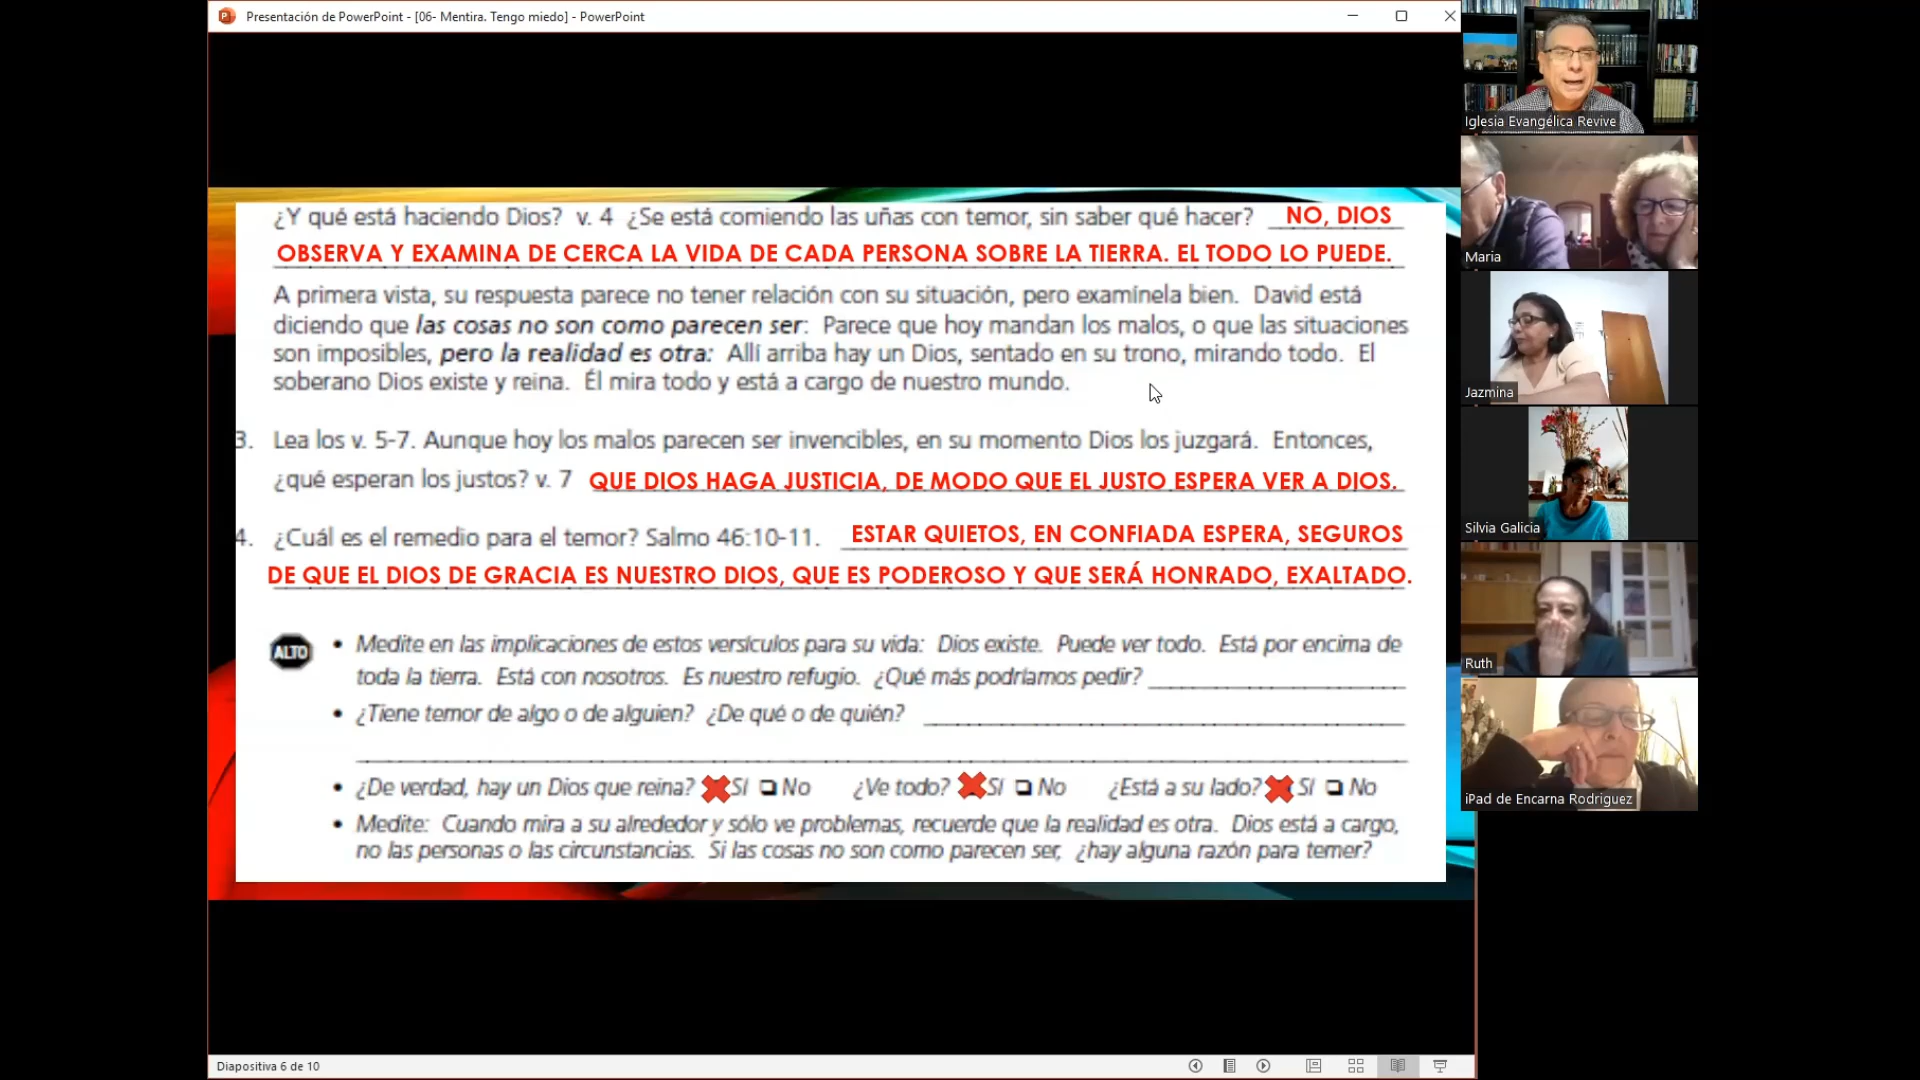 Presentación de PowerPoint - [06- Mentira. Tengo miedo] - PowerPoint
¿Y qué está haciendo Dios? v. 4 ¿Se está comiendo las uñas con temor, sin saber qué hacer? NO, DIOS
OBSERVA Y EXAMINA DE CERCA LA VIDA DE CADA PERSONA SOBRE LA TIERRA. EL TODO LO PUEDE.
A primera vista, su respuesta parece no tener relación con su situación, pero examínela bien. David está
diciendo que las cosas no son como parecen ser: Parece que hoy mandan los malos, o que las situaciones
son imposibles, pero la realidad es otra: Allí arriba hay un Dios, sentado en su trono, mirando todo. El
soberano Dios existe y reina. Él mira todo y está a cargo de nuestro mundo.
3. Lea los v. 5-7. Aunque hoy los malos parecen ser invencibles, en su momento Dios los juzgará. Entonces,
¿qué esperan los justos? v. 7 QUE DIOS HAGA JUSTICIA, DE MODO QUE EL JUSTO ESPERA VER A DIOS.
4. ¿Cuál es el remedio para el temor? Salmo 46:10-11. ESTAR QUIETOS, EN CONFIADA ESPERA, SEGUROS
DE QUE EL DIOS DE GRACIA ES NUESTRO DIOS, QUE ES PODEROSO Y QUE SERÁ HONRADO, EXALTADO.
ALTO • Medite en las implicaciones de estos versículos para su vida: Dios existe. Puede ver todo. Está por encima de
toda la tierra. Está con nosotros. Es nuestro refugio. ¿Qué más podríamos pedir?
• ¿Tiene temor de algo o de alguien? ¿De qué o de quién?
• ¿De verdad, hay un Dios que reina? Sí No ¿Ve todo? Sí No ¿Está a su lado? Sí No
• Medite: Cuando mira a su alrededor y sólo ve problemas, recuerde que la realidad es otra. Dios está a cargo,
no las personas o las circunstancias. Si las cosas no son como parecen ser, ¿hay alguna razón para temer?
Diapositiva 6 de 10
Iglesia Evangélica Revive
Maria
Jazmina
Silvia Galicia
Ruth
iPad de Encarna Rodriguez